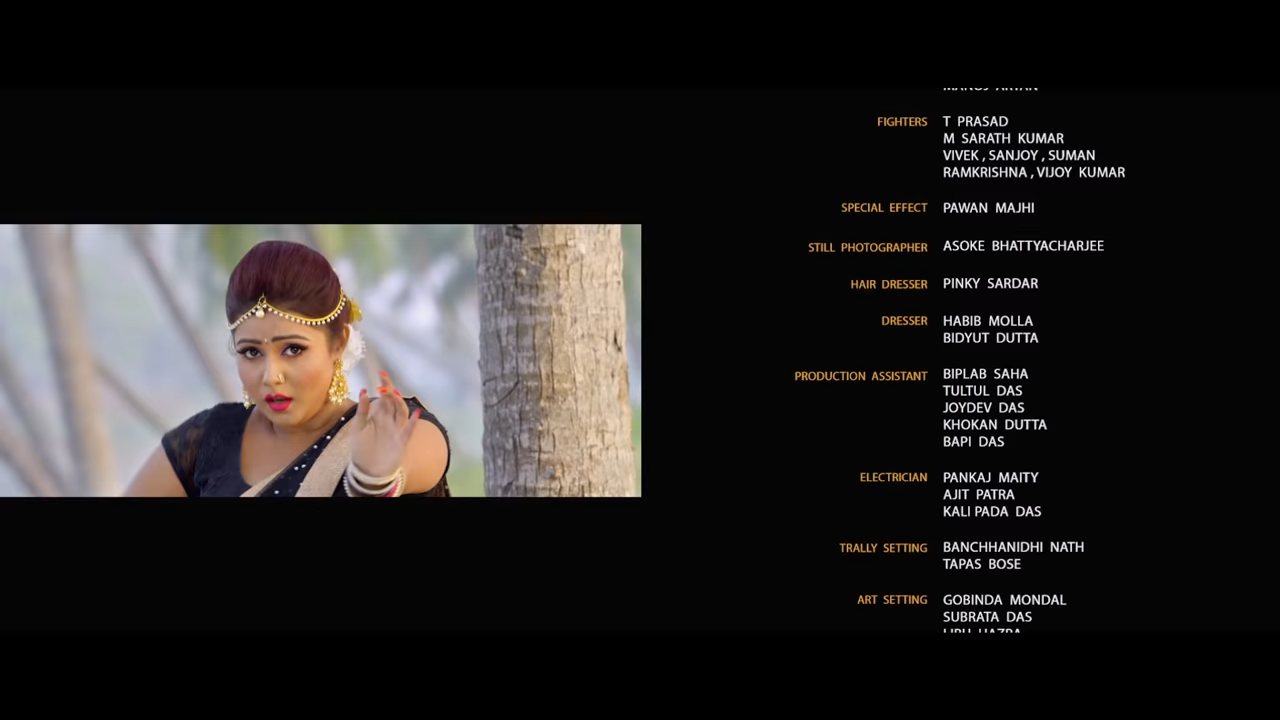 FIGHTERS T PRASAD
M SARATH KUMAR
VIVEK , SANJOY , SUMAN
RAMKRISHNA , VIJOY KUMAR
SPECIAL EFFECT PAWAN MAJHI
STILL PHOTOGRAPHER ASOKE BHATTYACHARJEE
HAIR DRESSER PINKY SARDAR
DRESSER HABIB MOLLA
BIDYUT DUTTA
PRODUCTION ASSISTANT BIPLAB SAHA
TULTUL DAS
JOYDEV DAS
KHOKAN DUTTA
BAPI DAS
ELECTRICIAN PANKAJ MAITY
AJIT PATRA
KALI PADA DAS
TRALLY SETTING BANCHHANIDHI NATH
TAPAS BOSE
ART SETTING GOBINDA MONDAL
SUBRATA DAS